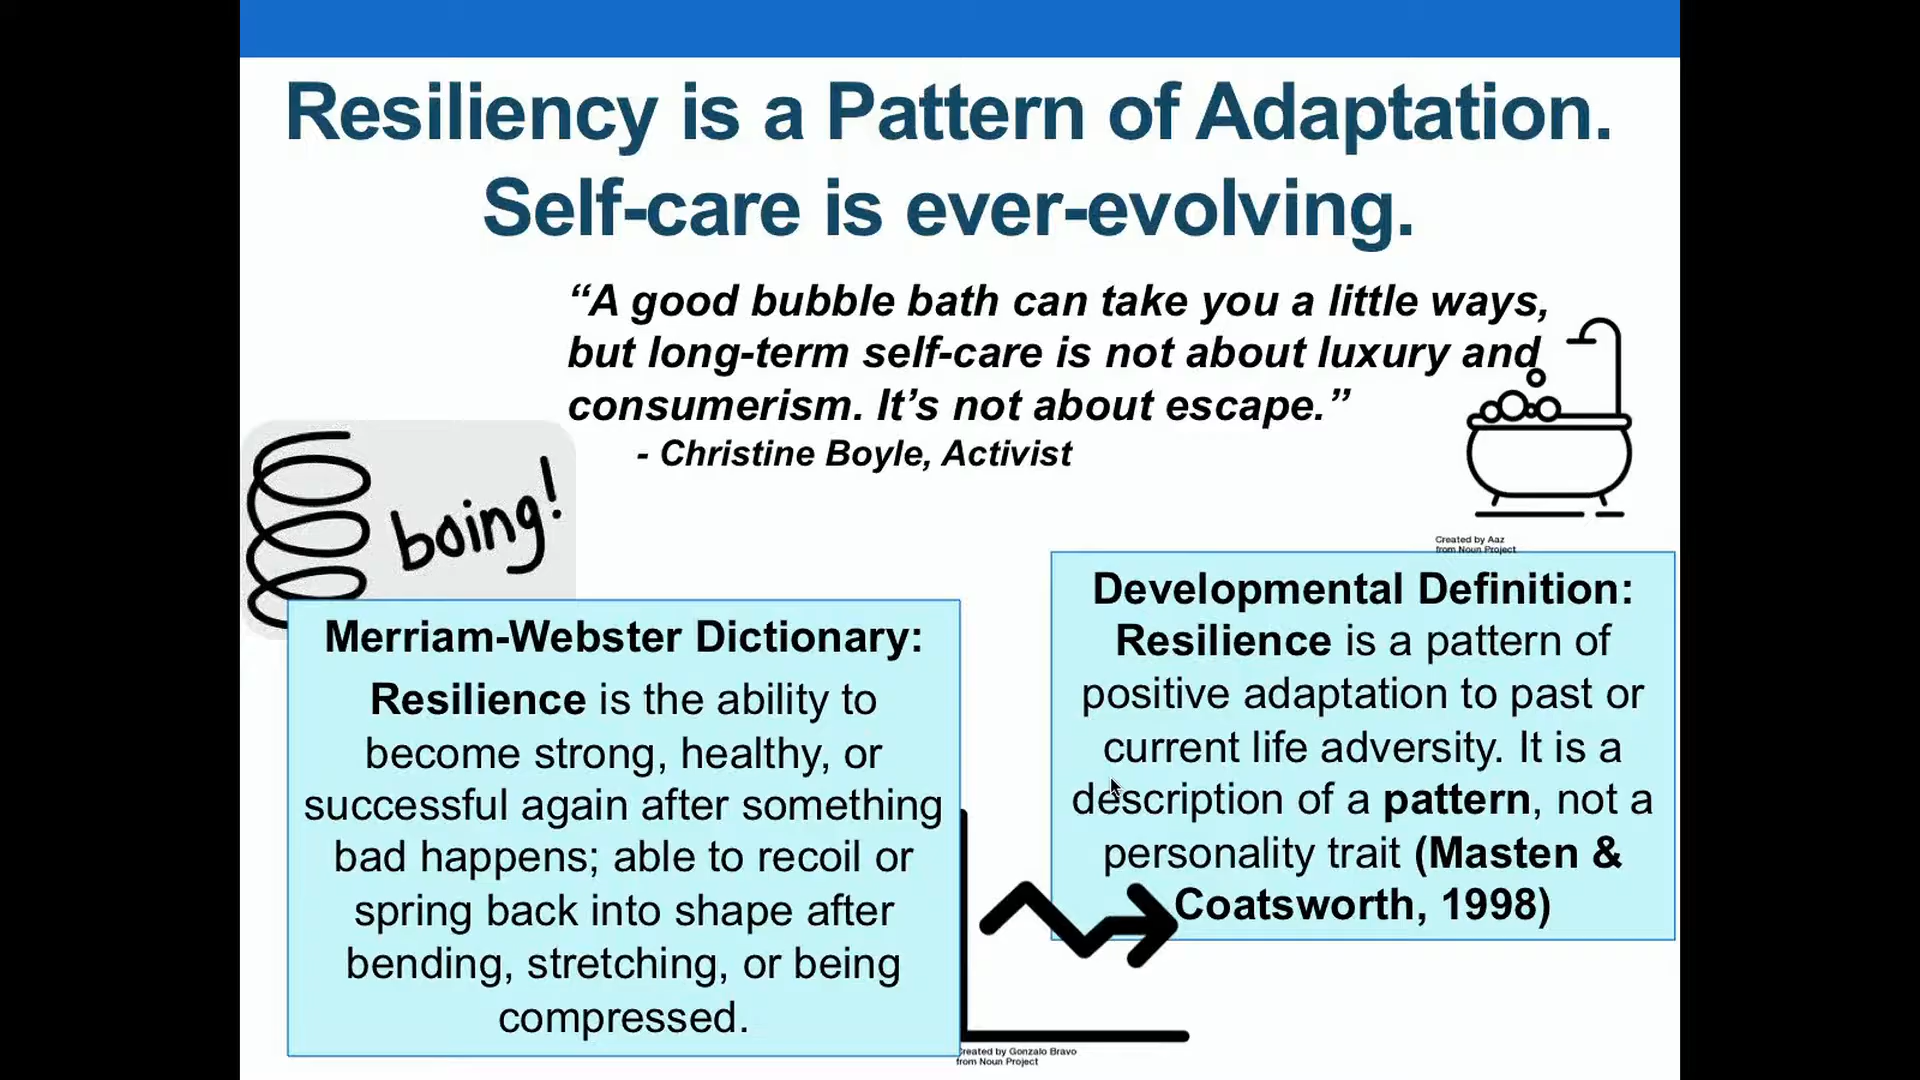 Resiliency is a Pattern of Adaptation.
Self-care is ever-evolving.
“A good bubble bath can take you a little ways,
but long-term self-care is not about luxury and
consumerism. It’s not about escape.”
- Christine Boyle, Activist
boing!
Created by Aaz
from Noun Project
Merriam-Webster Dictionary:
Resilience is the ability to
become strong, healthy, or
successful again after something
bad happens; able to recoil or
spring back into shape after
bending, stretching, or being
compressed.
Developmental Definition:
Resilience is a pattern of
positive adaptation to past or
current life adversity. It is a
description of a pattern, not a
personality trait (Masten &
Coatsworth, 1998)
Created by Gonzalo Bravo
from Noun Project